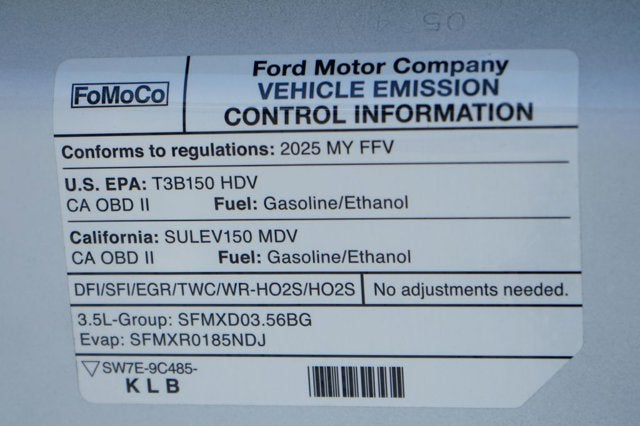 FoMoCo
Ford Motor Company
VEHICLE EMISSION
CONTROL INFORMATION
Conforms to regulations: 2025 MY FFV
U.S. EPA: T3B150 HDV
CA OBD II Fuel: Gasoline/Ethanol
California: SULEV150 MDV
CA OBD II Fuel: Gasoline/Ethanol
DFI/SFI/EGR/TWC/WR-HO2S/HO2S No adjustments needed.
3.5L-Group: SFMXD03.56BG
Evap: SFMXR0185NDJ
SW7E-9C485-
KLB